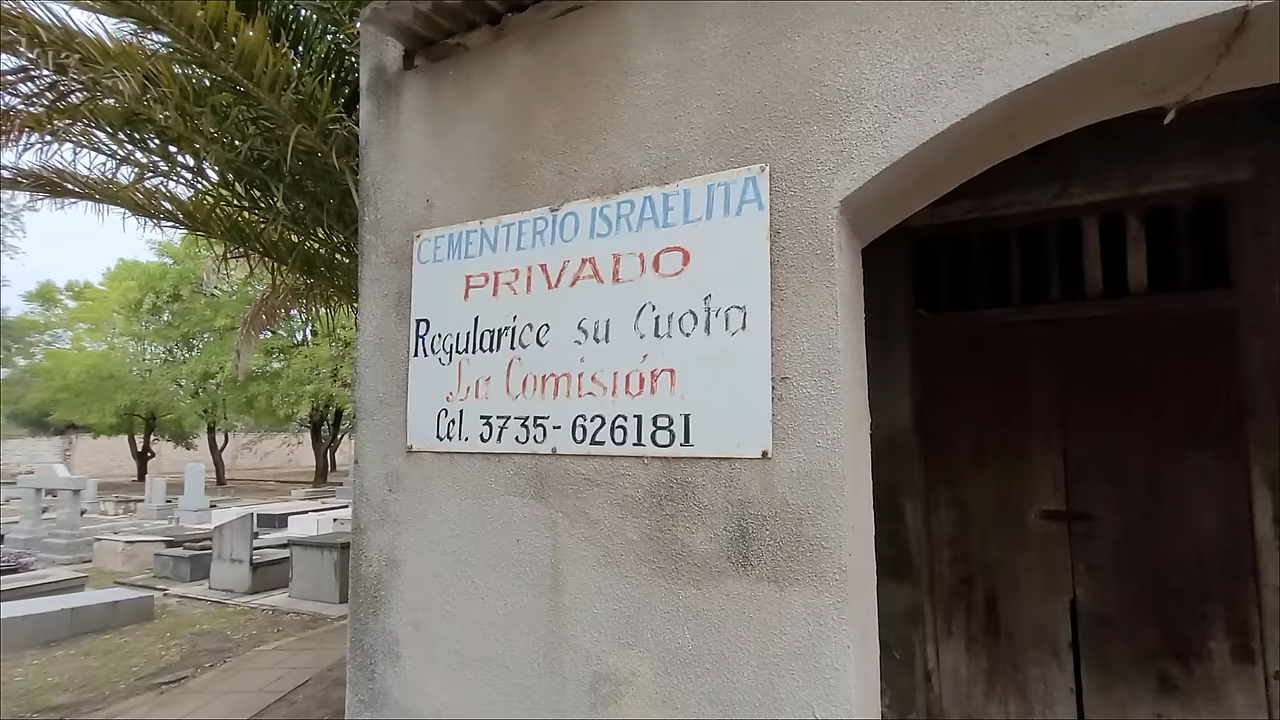 CEMENTERIO ISRAELITA
PRIVADO
Regularice su Cuota
La Comisión
Cel. 3735-626181